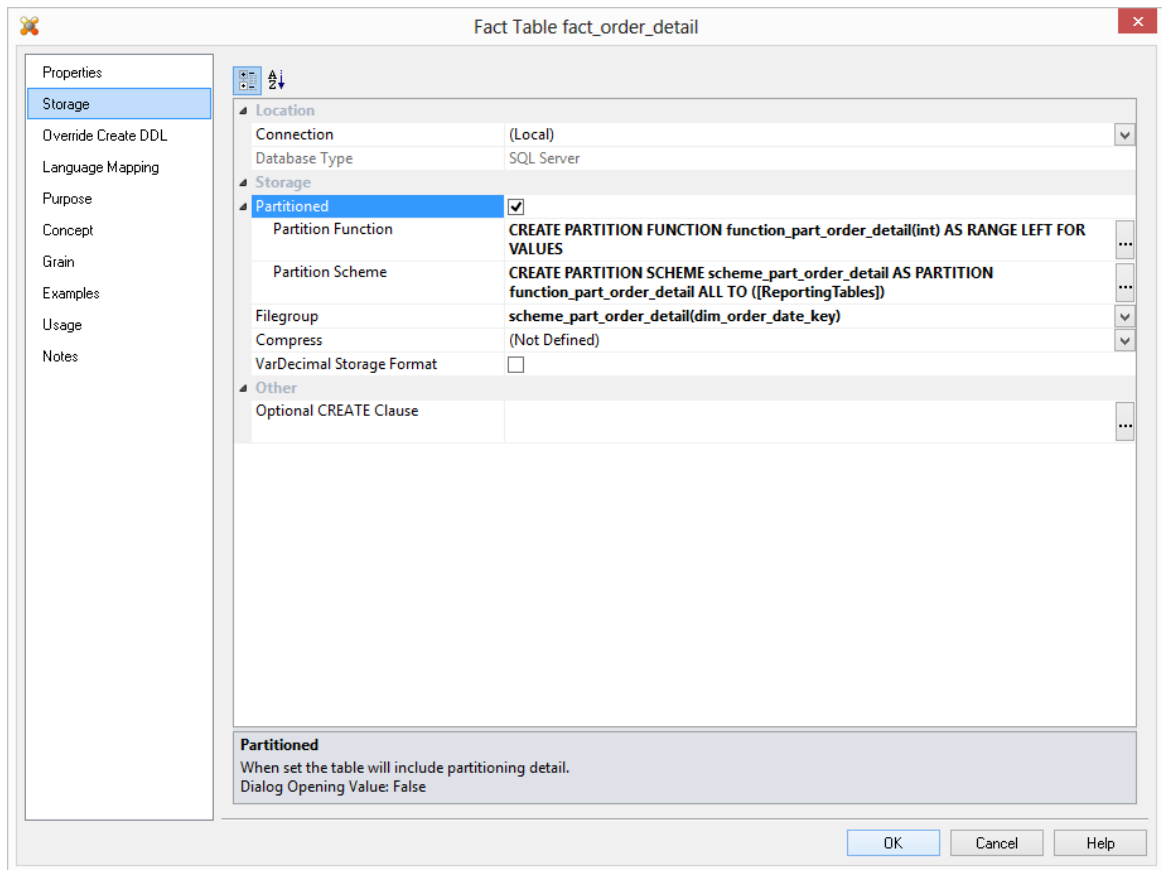 Fact Table fact_order_detail
Properties
Storage
Override Create DDL
Language Mapping
Purpose
Concept
Grain
Examples
Usage
Notes
Location
Connection (Local)
Database Type SQL Server
Storage
Partitioned
Partition Function CREATE PARTITION FUNCTION function_part_order_detail(int) AS RANGE LEFT FOR
VALUES
...
Partition Scheme CREATE PARTITION SCHEME scheme_part_order_detail AS PARTITION
function_part_order_detail ALL TO ([ReportingTables])
...
Filegroup scheme_part_order_detail(dim_order_date_key)
Compress (Not Defined)
VarDecimal Storage Format
Other
Optional CREATE Clause
...
Partitioned
When set the table will include partitioning detail.
Dialog Opening Value: False
OK Cancel Help